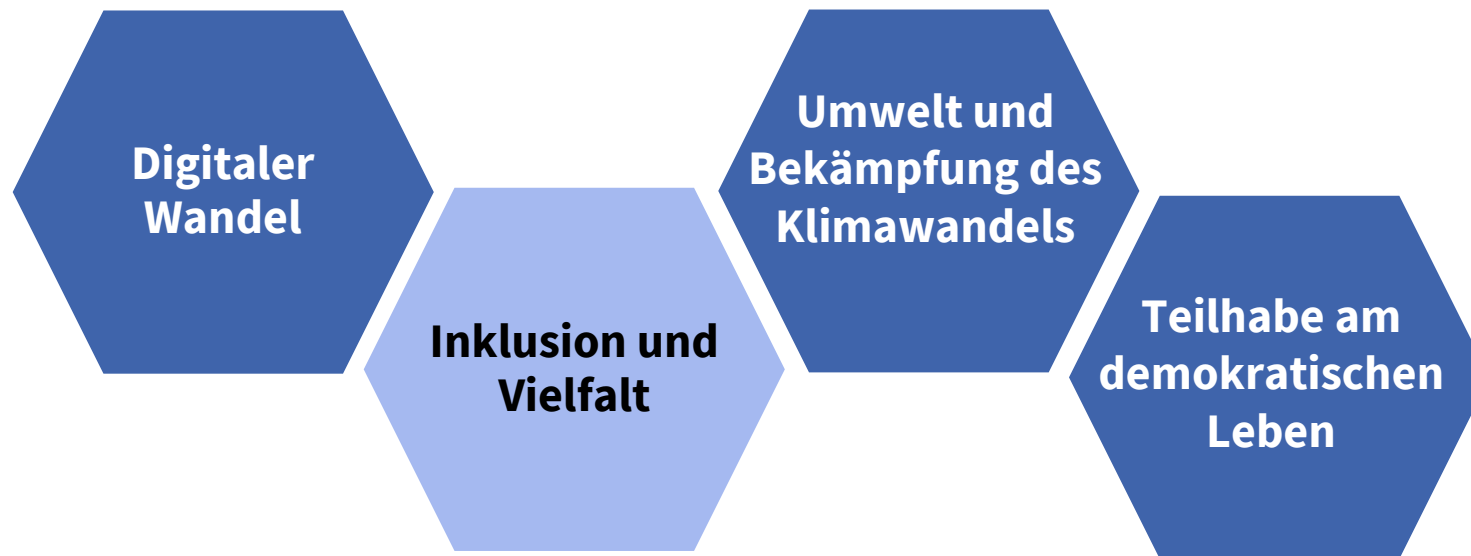 Digitaler
Wandel
Inklusion und
Vielfalt
Umwelt und
Bekämpfung des
Klimawandels
Teilhabe am
demokratischen
Leben